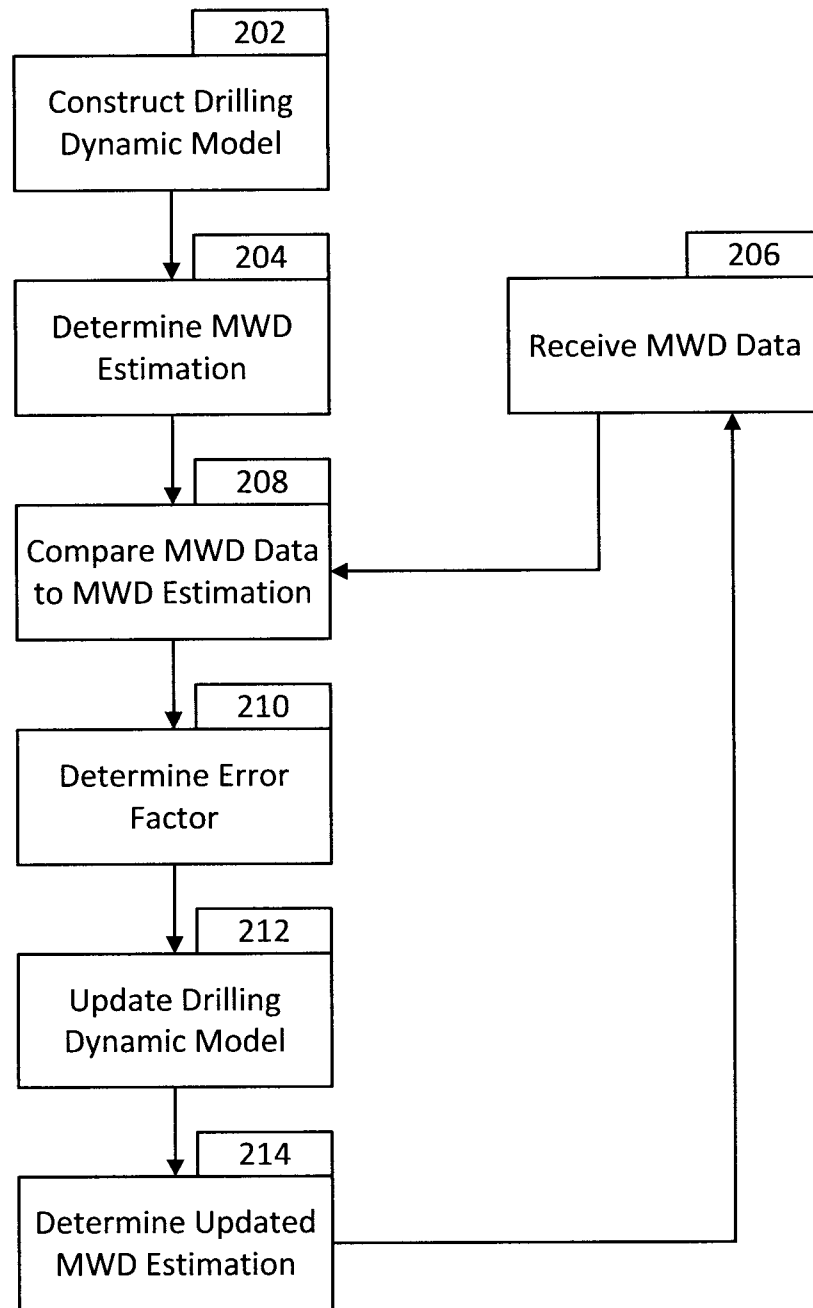 202
Construct Drilling
Dynamic Model
204
Determine MWD
Estimation
206
Receive MWD Data
208
Compare MWD Data
to MWD Estimation
210
Determine Error
Factor
212
Update Drilling
Dynamic Model
214
Determine Updated
MWD Estimation